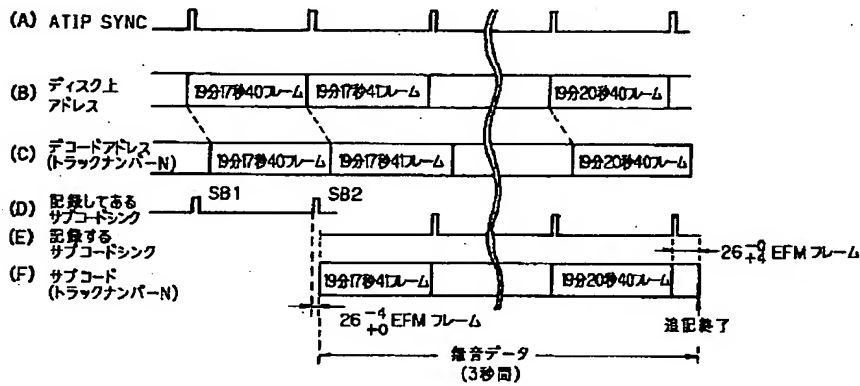 (A) ATIP SYNC
(B) ディスク上
アドレス
19分17秒40フレーム 19分17秒41フレーム 19分20秒40フレーム
(C) デコードアドレス
(トラックナンバーN)
19分17秒40フレーム 19分17秒41フレーム 19分20秒40フレーム
SB1 SB2
(D) 記録してある
サブコードシンク
(E) 記録する
サブコードシンク
26 -0 +4 EFMフレーム
(F) サブコード
(トラックナンバーN)
19分17秒41フレーム 19分20秒40フレーム
26 -4 +0 EFMフレーム
追記終了
無音データ
(3秒間)